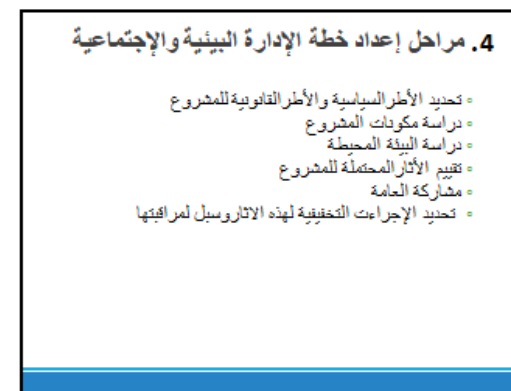 4. مراحل إعداد خطة الإدارة البيئية والإجتماعية
▫ تحديد الأطر السياسية والأطر القانونية للمشروع
▫ دراسة مكونات المشروع
▫ دراسة البيئة المحيطة
▫ تقييم الأثار المحتملة للمشروع
▫ مشاركة العامة
▫ تحديد الإجراءت التخفيفية لهذه الاثار وسبل لمراقبتها